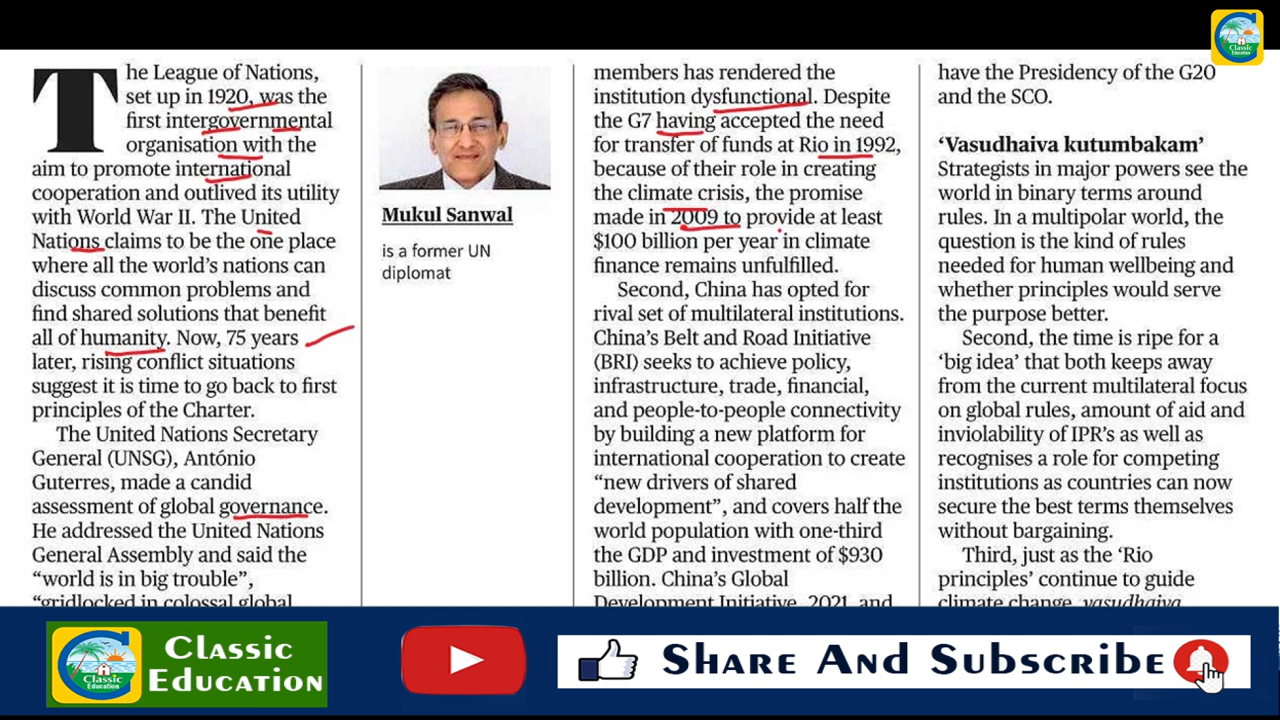 The League of Nations,
set up in 1920, was the
first intergovernmental
organisation with the
aim to promote international
cooperation and outlived its utility
with World War II. The United
Nations claims to be the one place
where all the world's nations can
discuss common problems and
find shared solutions that benefit
all of humanity. Now, 75 years
later, rising conflict situations
suggest it is time to go back to first
principles of the Charter.
The United Nations Secretary
General (UNSG), António
Guterres, made a candid
assessment of global governance.
He addressed the United Nations
General Assembly and said the
“world is in big trouble”,
“gridlocked in colossal global
Mukul Sanwal
is a former UN
diplomat
members has rendered the
institution dysfunctional. Despite
the G7 having accepted the need
for transfer of funds at Rio in 1992,
because of their role in creating
the climate crisis, the promise
made in 2009 to provide at least
$100 billion per year in climate
finance remains unfulfilled.
Second, China has opted for
rival set of multilateral institutions.
China's Belt and Road Initiative
(BRI) seeks to achieve policy,
infrastructure, trade, financial,
and people-to-people connectivity
by building a new platform for
international cooperation to create
“new drivers of shared
development”, and covers half the
world population with one-third
the GDP and investment of $930
billion. China's Global
Development Initiative, 2021, and
have the Presidency of the G20
and the SCO.
‘Vasudhaiva kutumbakam’
Strategists in major powers see the
world in binary terms around
rules. In a multipolar world, the
question is the kind of rules
needed for human wellbeing and
whether principles would serve
the purpose better.
Second, the time is ripe for a
‘big idea’ that both keeps away
from the current multilateral focus
on global rules, amount of aid and
inviolability of IPR's as well as
recognises a role for competing
institutions as countries can now
secure the best terms themselves
without bargaining.
Third, just as the ‘Rio
principles’ continue to guide
climate change, vasudhaiva
Classic
Education
Classic
Education
Classic
Education
Share And Subscribe